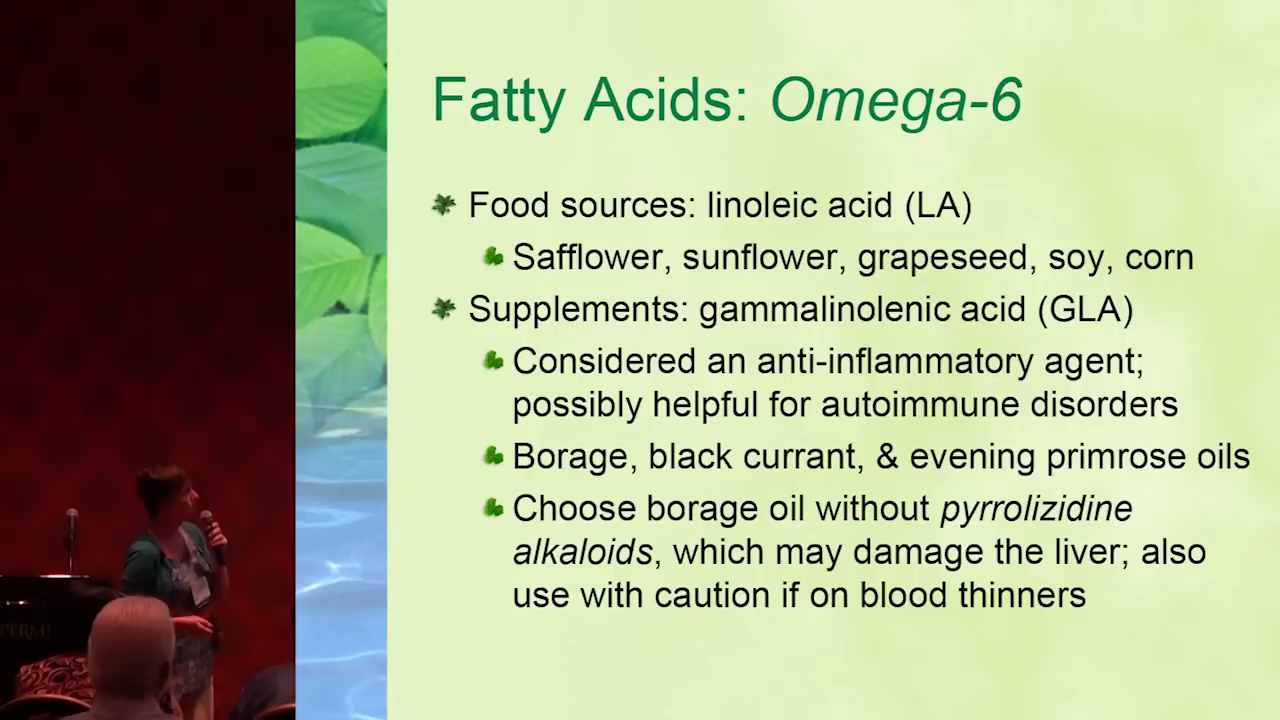 Fatty Acids: Omega-6
Food sources: linoleic acid (LA)
Safflower, sunflower, grapeseed, soy, corn
Supplements: gammalinolenic acid (GLA)
Considered an anti-inflammatory agent;
possibly helpful for autoimmune disorders
Borage, black currant, & evening primrose oils
Choose borage oil without pyrrolizidine
alkaloids, which may damage the liver; also
use with caution if on blood thinners